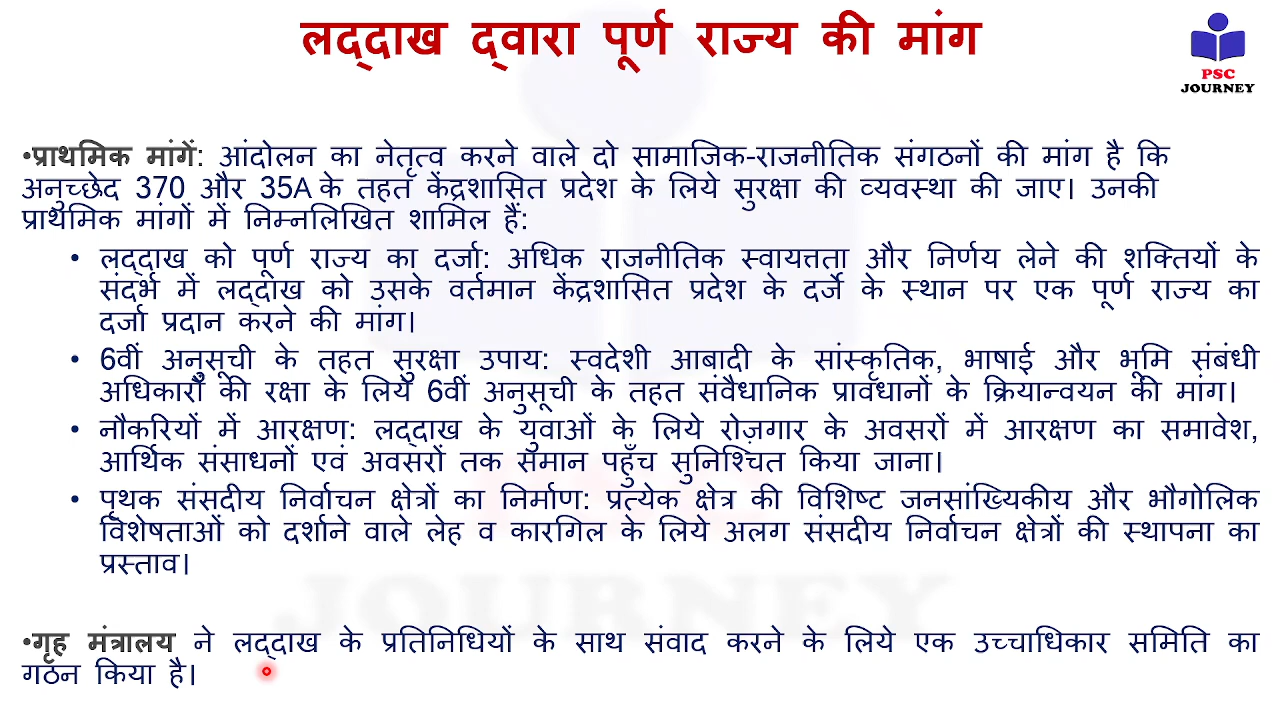 लद्दाख द्वारा पूर्ण राज्य की मांग
PSC
JOURNEY
•प्राथमिक मांगें: आंदोलन का नेतृत्व करने वाले दो सामाजिक-राजनीतिक संगठनों की मांग है कि
अनुच्छेद 370 और 35A के तहत केंद्रशासित प्रदेश के लिये सुरक्षा की व्यवस्था की जाए। उनकी
प्राथमिक मांगों में निम्नलिखित शामिल हैं:
• लद्दाख को पूर्ण राज्य का दर्जा: अधिक राजनीतिक स्वायत्तता और निर्णय लेने की शक्तियों के
संदर्भ में लद्दाख को उसके वर्तमान केंद्रशासित प्रदेश के दर्जे के स्थान पर एक पूर्ण राज्य का
दर्जा प्रदान करने की मांग।
• 6वीं अनुसूची के तहत सुरक्षा उपाय: स्वदेशी आबादी के सांस्कृतिक, भाषाई और भूमि संबंधी
अधिकारों की रक्षा के लिये 6वीं अनुसूची के तहत संवैधानिक प्रावधानों के क्रियान्वयन की मांग।
• नौकरियों में आरक्षण: लद्दाख के युवाओं के लिये रोज़गार के अवसरों में आरक्षण का समावेश,
आर्थिक संसाधनों एवं अवसरों तक समान पहुँच सुनिश्चित किया जाना।
• पृथक संसदीय निर्वाचन क्षेत्रों का निर्माण: प्रत्येक क्षेत्र की विशिष्ट जनसांख्यिकीय और भौगोलिक
विशेषताओं को दर्शाने वाले लेह व कारगिल के लिये अलग संसदीय निर्वाचन क्षेत्रों की स्थापना का
प्रस्ताव।
JOURNEY
•गृह मंत्रालय ने लद्दाख के प्रतिनिधियों के साथ संवाद करने के लिये एक उच्चाधिकार समिति का
गठन किया है।